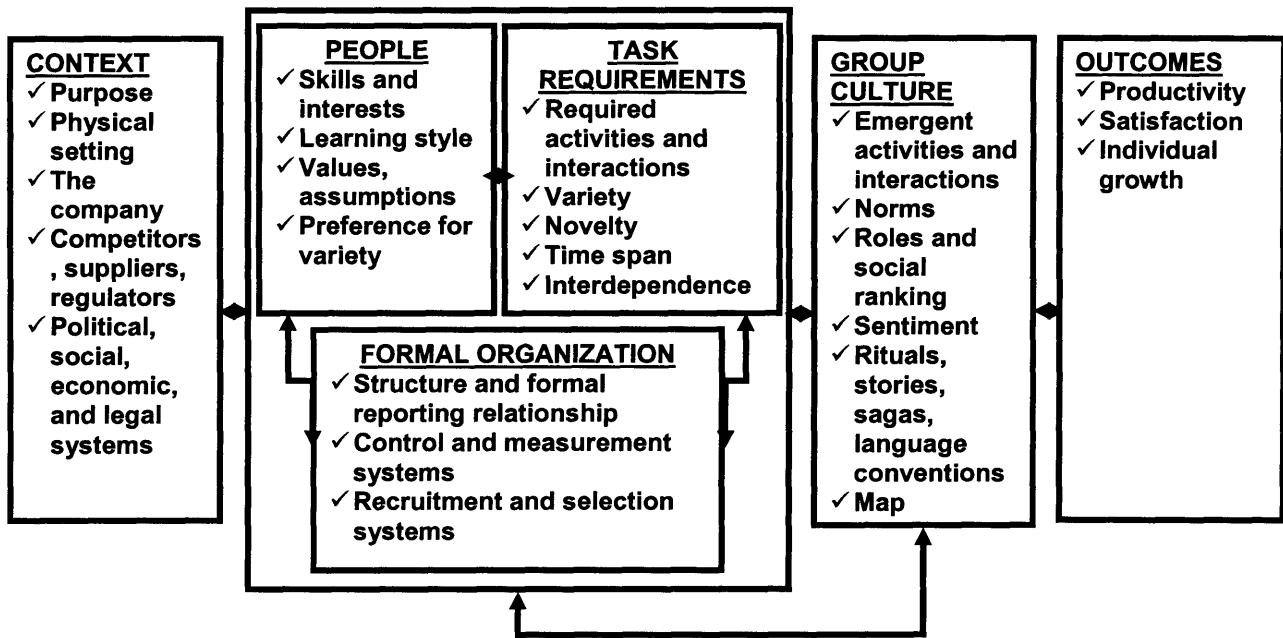 CONTEXT
✓ Purpose
✓ Physical
setting
✓ The
company
✓ Competitors
, suppliers,
regulators
✓ Political,
social,
economic,
and legal
systems
PEOPLE
✓ Skills and
interests
✓ Learning style
✓ Values,
assumptions
✓ Preference for
variety
TASK
REQUIREMENTS
✓ Required
activities and
interactions
✓ Variety
✓ Novelty
✓ Time span
✓ Interdependence
FORMAL ORGANIZATION
✓ Structure and formal
reporting relationship
✓ Control and measurement
systems
✓ Recruitment and selection
systems
GROUP
CULTURE
✓ Emergent
activities and
interactions
✓ Norms
✓ Roles and
social
ranking
✓ Sentiment
✓ Rituals,
stories,
sagas,
language
conventions
✓ Map
OUTCOMES
✓ Productivity
✓ Satisfaction
✓ Individual
growth